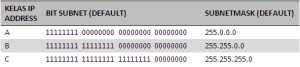 KELAS IP ADDRESS BIT SUBNET (DEFAULT) SUBNETMASK (DEFAULT)
A 11111111 00000000 00000000 00000000 255.0.0.0
B 11111111 11111111 00000000 00000000 255.255.0.0
C 11111111 11111111 11111111 00000000 255.255.255.0